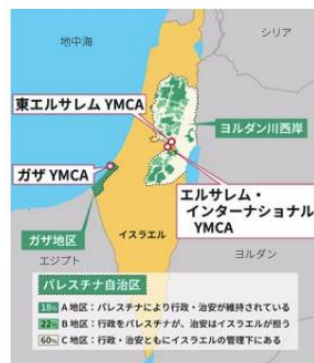 地中海
シリア
東エルサレム YMCA
ヨルダン川西岸
ガザ YMCA
エルサレム・
インターナショナル
YMCA
ガザ地区
イスラエル
エジプト
ヨルダン
パレスチナ自治区
18% A 地区：パレスチナにより行政・治安が維持されている
22% B 地区：行政をパレスチナが、治安はイスラエルが担う
60% C 地区：行政・治安ともにイスラエルの管理下にある